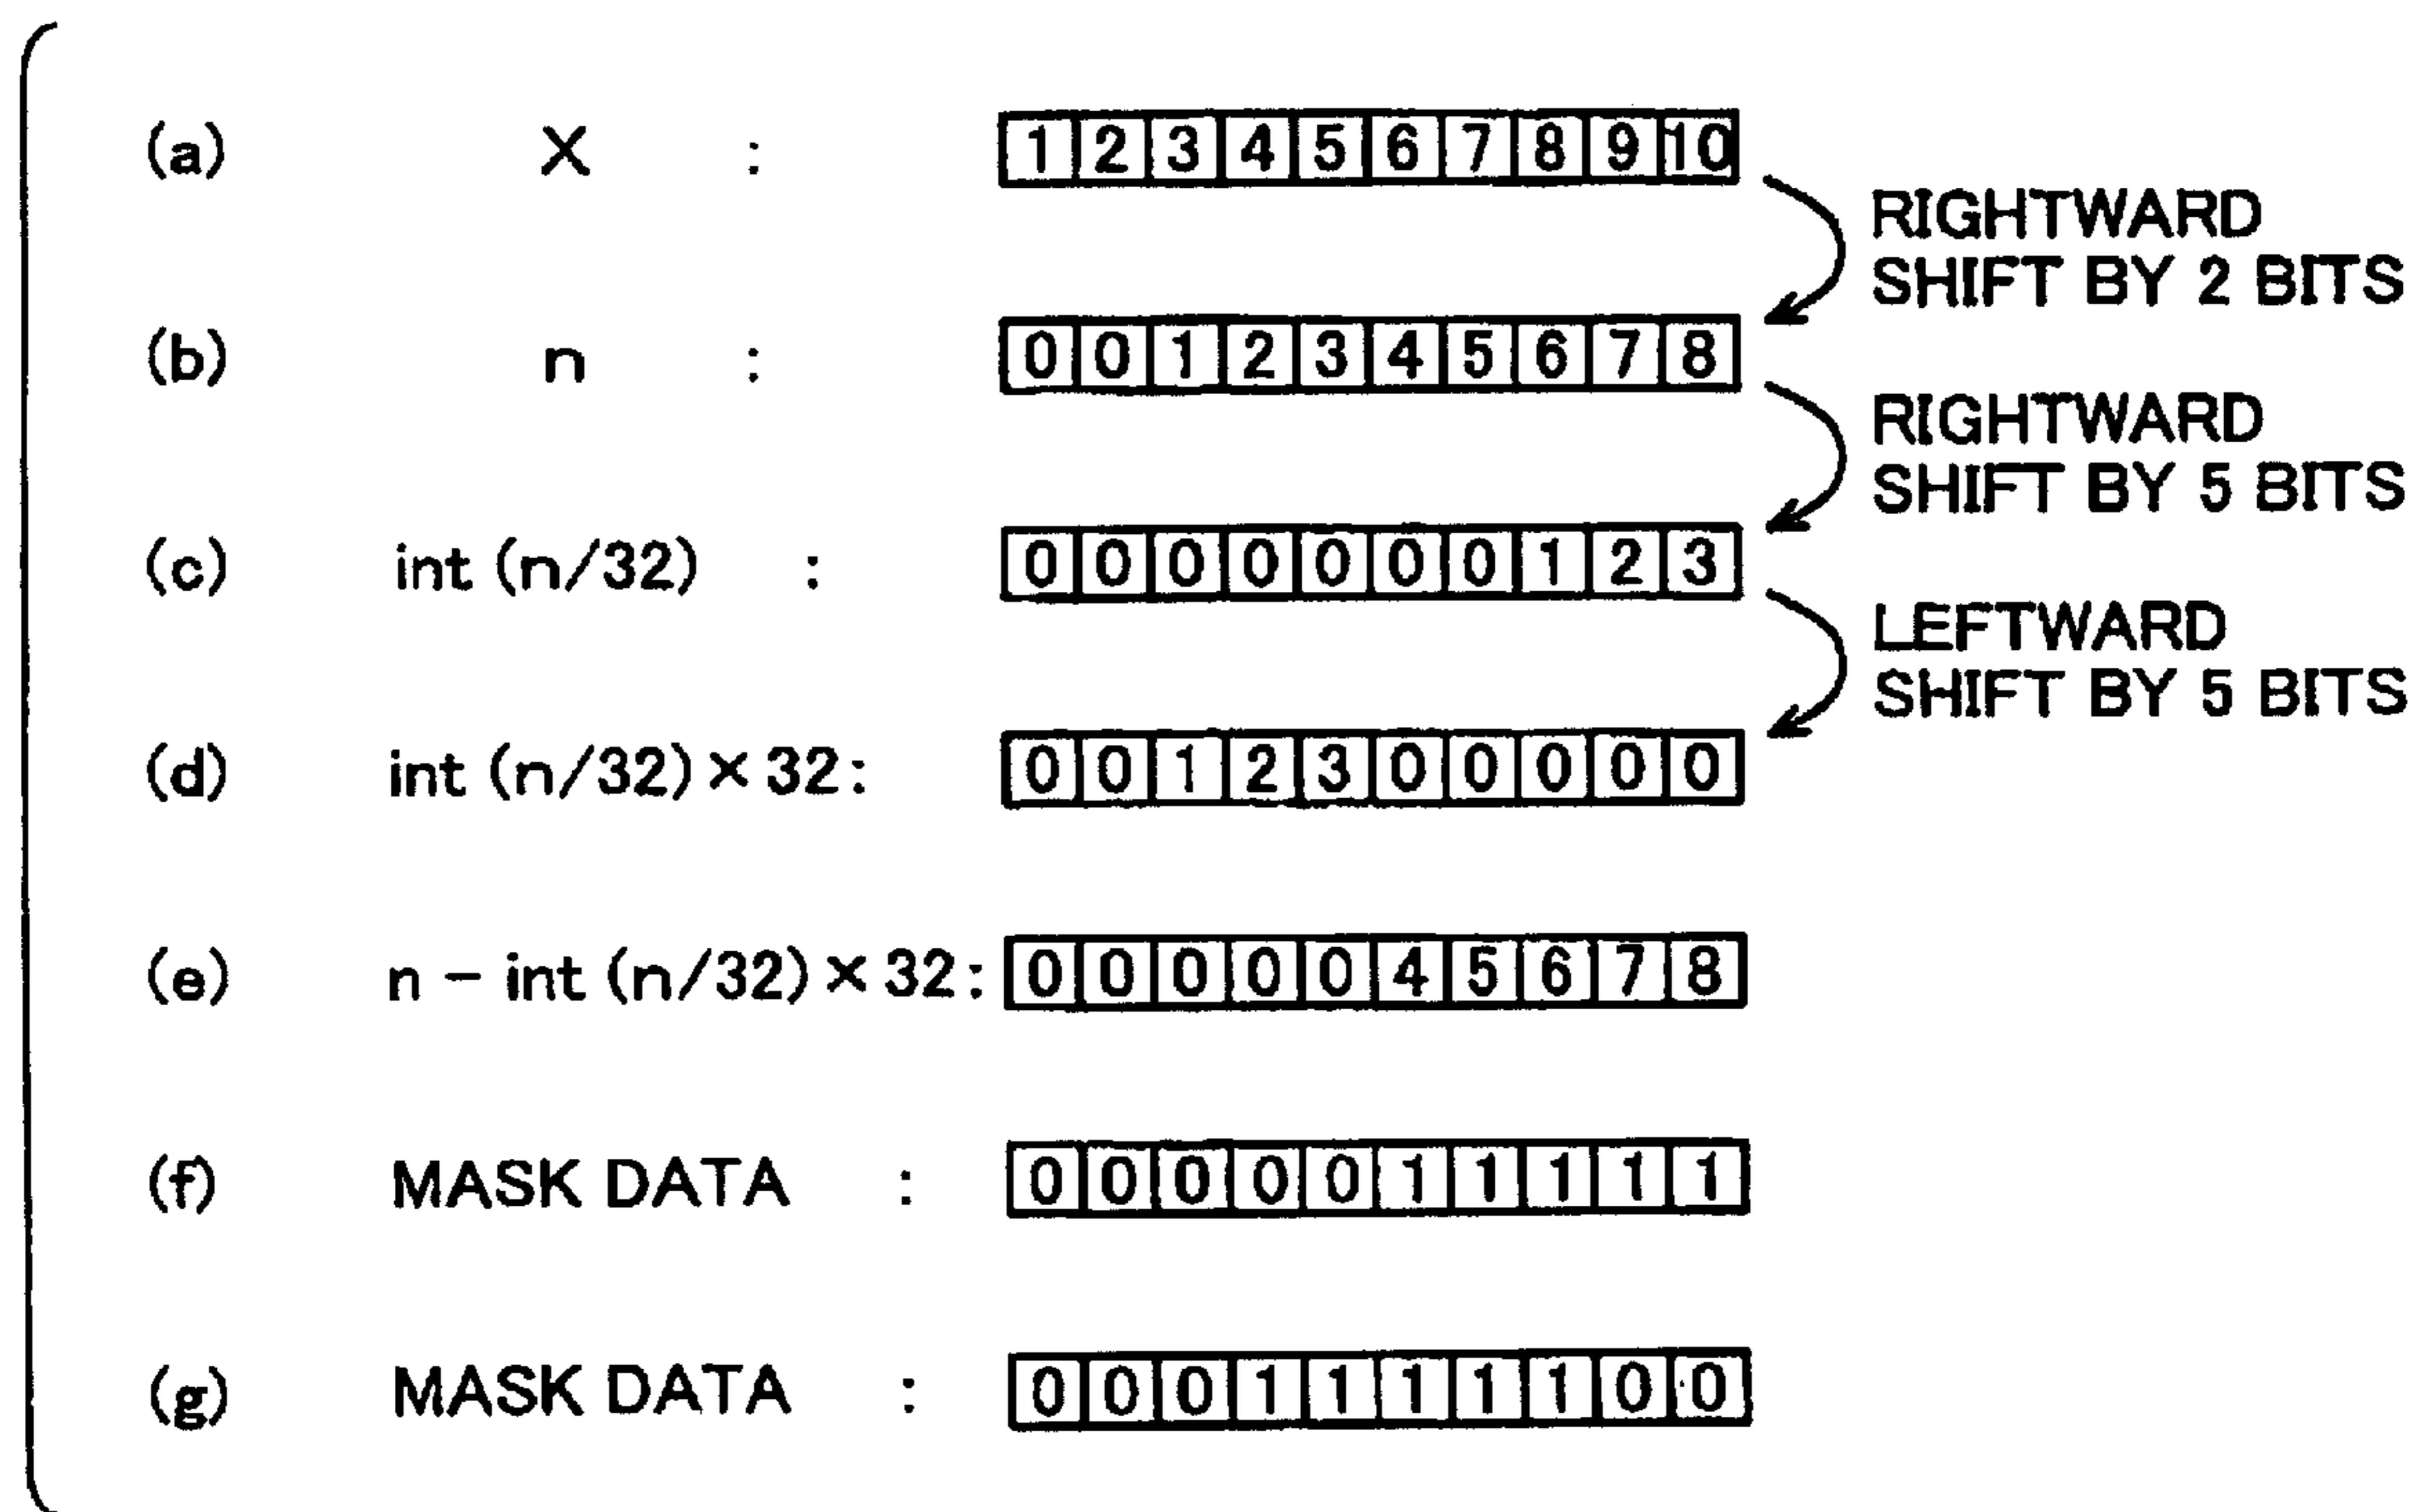 (a) X : 1 2 3 4 5 6 7 8 9 10
RIGHTWARD
SHIFT BY 2 BITS
(b) n : 0 0 1 2 3 4 5 6 7 8
RIGHTWARD
SHIFT BY 5 BITS
(c) int (n/32) : 0 0 0 0 0 0 0 1 2 3
LEFTWARD
SHIFT BY 5 BITS
(d) int (n/32) × 32 : 0 0 1 2 3 0 0 0 0 0
(e) n − int (n/32) × 32 : 0 0 0 0 0 4 5 6 7 8
(f) MASK DATA : 0 0 0 0 0 1 1 1 1 1
(g) MASK DATA : 0 0 0 1 1 1 1 1 0 0